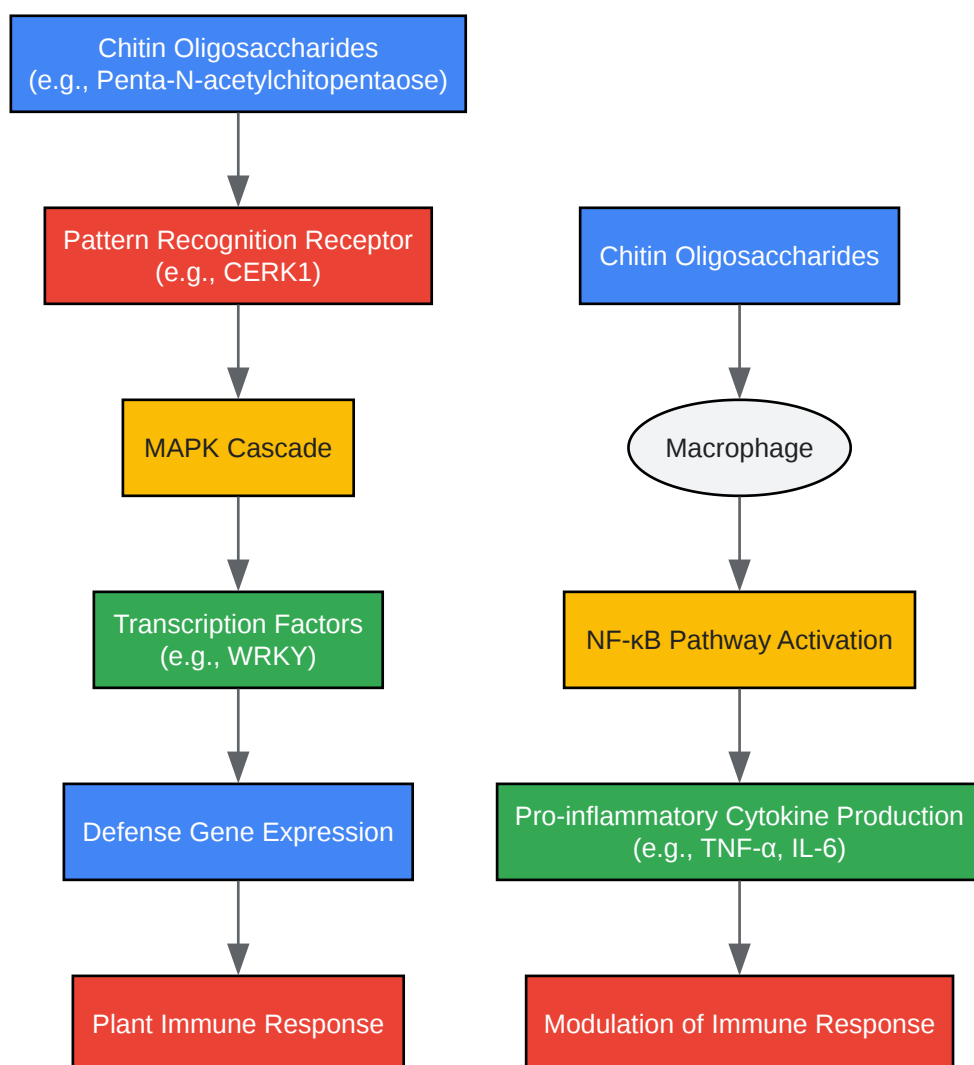 Chitin Oligosaccharides
(e.g., Penta-N-acetylchitopentaose)
Pattern Recognition Receptor
(e.g., CERK1)
MAPK Cascade
Transcription Factors
(e.g., WRKY)
Defense Gene Expression
Plant Immune Response
Chitin Oligosaccharides
Macrophage
NF-κB Pathway Activation
Pro-inflammatory Cytokine Production
(e.g., TNF-α, IL-6)
Modulation of Immune Response